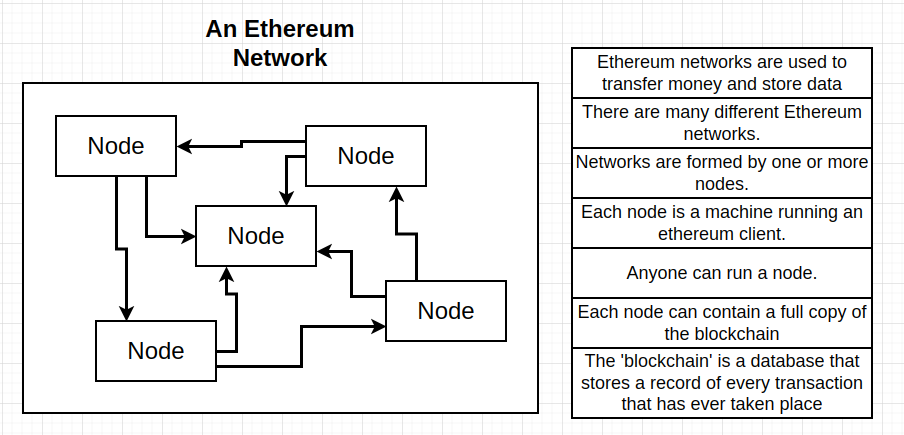 An Ethereum
Network
Node
Node
Node
Node
Node
Ethereum networks are used to
transfer money and store data
There are many different Ethereum
networks.
Networks are formed by one or more
nodes.
Each node is a machine running an
ethereum client.
Anyone can run a node.
Each node can contain a full copy of
the blockchain
The 'blockchain' is a database that
stores a record of every transaction
that has ever taken place